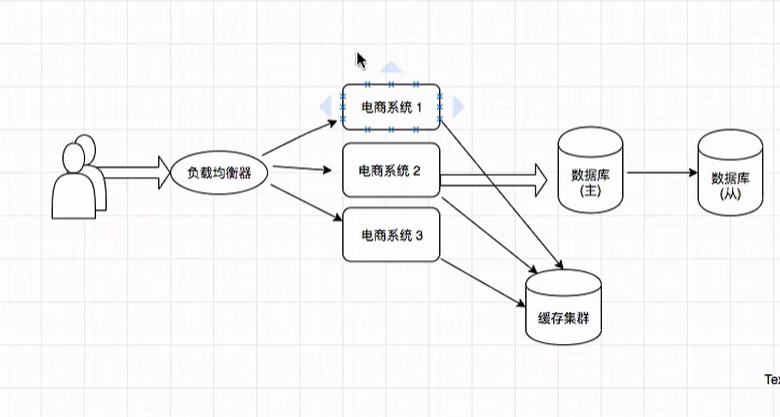 电商系统 1
负载均衡器
电商系统 2
电商系统 3
数据库
(主)
数据库
(从)
缓存集群